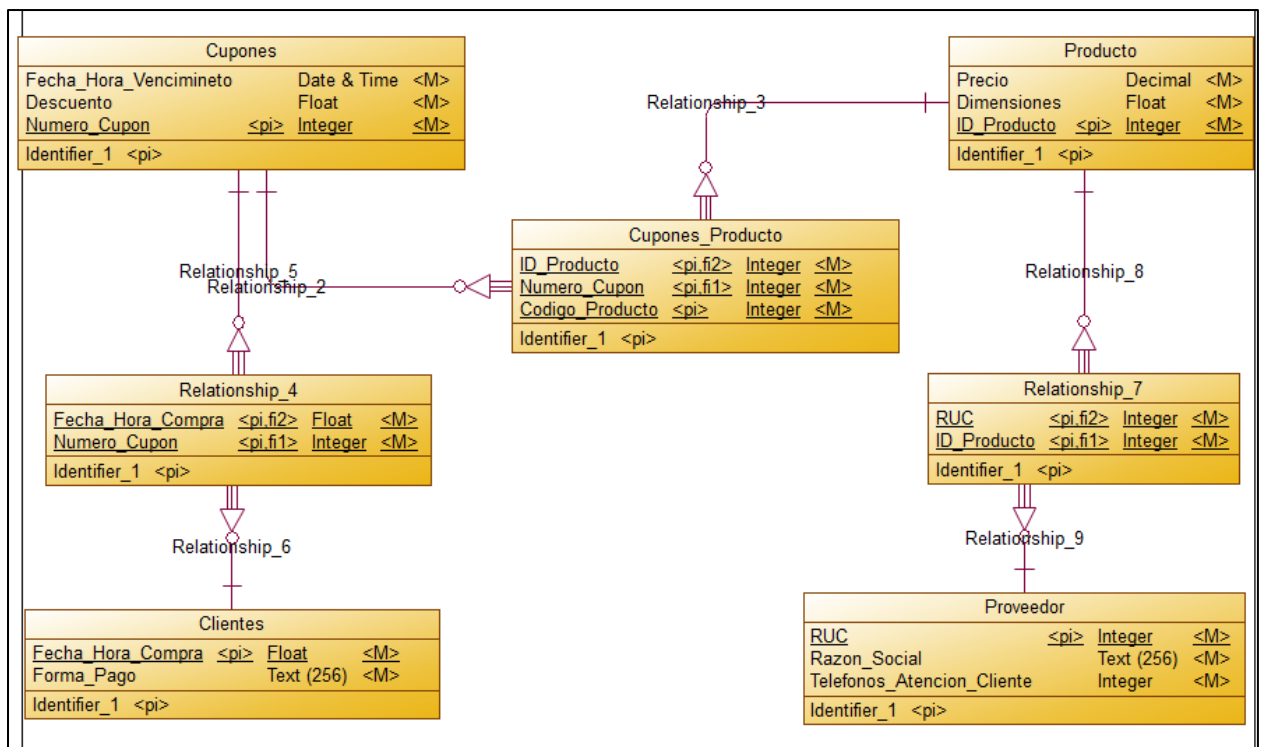 Cupones
Fecha_Hora_Vencimineto Date & Time <M>
Descuento Float <M>
Numero_Cupon <pi> Integer <M>
Identifier_1 <pi>
Producto
Precio Decimal <M>
Dimensiones Float <M>
ID_Producto <pi> Integer <M>
Identifier_1 <pi>
Relationship_3
Cupones_Producto
ID_Producto <pi,fi2> Integer <M>
Numero_Cupon <pi,fi1> Integer <M>
Codigo_Producto <pi> Integer <M>
Identifier_1 <pi>
Relationship_5
Relationship_2
Relationship_8
Relationship_4
Fecha_Hora_Compra <pi,fi2> Float <M>
Numero_Cupon <pi,fi1> Integer <M>
Identifier_1 <pi>
Relationship_7
RUC <pi,fi2> Integer <M>
ID_Producto <pi,fi1> Integer <M>
Identifier_1 <pi>
Relationship_6
Relationship_9
Clientes
Fecha_Hora_Compra <pi> Float <M>
Forma_Pago Text (256) <M>
Identifier_1 <pi>
Proveedor
RUC <pi> Integer <M>
Razon_Social Text (256) <M>
Telefonos_Atencion_Cliente Integer <M>
Identifier_1 <pi>